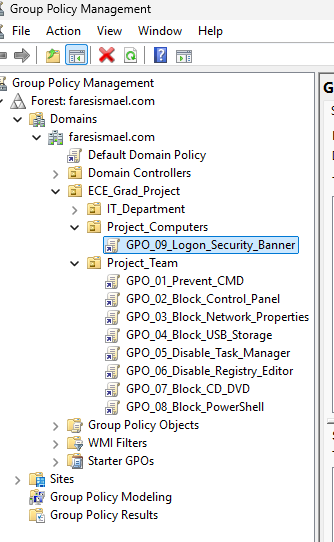 Group Policy Management
File Action View Window Help
Group Policy Management
Forest: faresismael.com
Domains
faresismael.com
Default Domain Policy
Domain Controllers
ECE_Grad_Project
IT_Department
Project_Computers
GPO_09_Logon_Security_Banner
Project_Team
GPO_01_Prevent_CMD
GPO_02_Block_Control_Panel
GPO_03_Block_Network_Properties
GPO_04_Block_USB_Storage
GPO_05_Disable_Task_Manager
GPO_06_Disable_Registry_Editor
GPO_07_Block_CD_DVD
GPO_08_Block_PowerShell
Group Policy Objects
WMI Filters
Starter GPOs
Sites
Group Policy Modeling
Group Policy Results